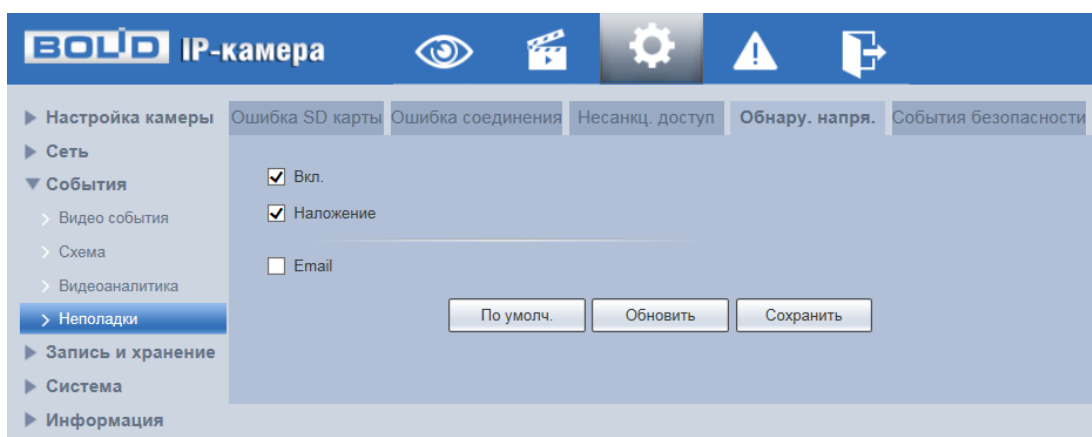 BOLID IP-камера
Настройка камеры
Сеть
События
Видео события
Схема
Видеоаналитика
Неполадки
Запись и хранение
Система
Информация
Ошибка SD карты Ошибка соединения Несанкц. доступ Обнару. напря. События безопасности
Вкл.
Наложение
Email
По умолч. Обновить Сохранить